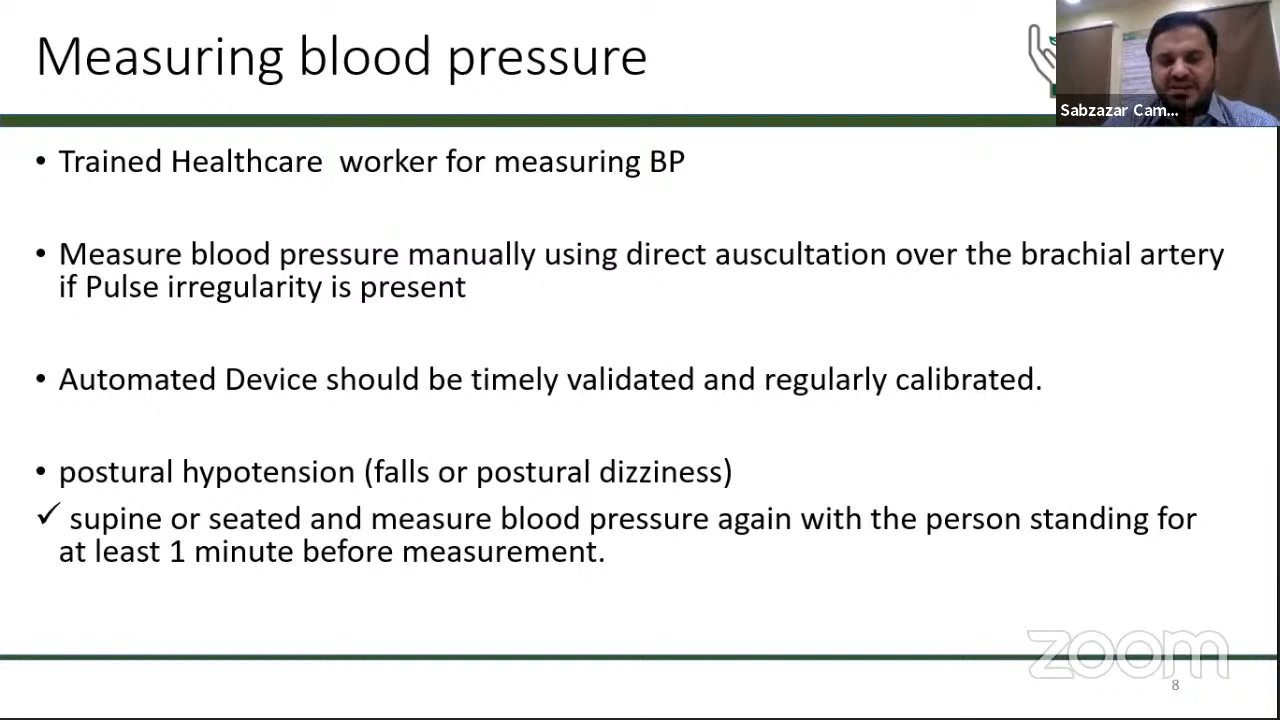 Measuring blood pressure
Sabzazar Cam...
• Trained Healthcare worker for measuring BP
• Measure blood pressure manually using direct auscultation over the brachial artery
if Pulse irregularity is present
• Automated Device should be timely validated and regularly calibrated.
• postural hypotension (falls or postural dizziness)
✓ supine or seated and measure blood pressure again with the person standing for
at least 1 minute before measurement.
zoom
8